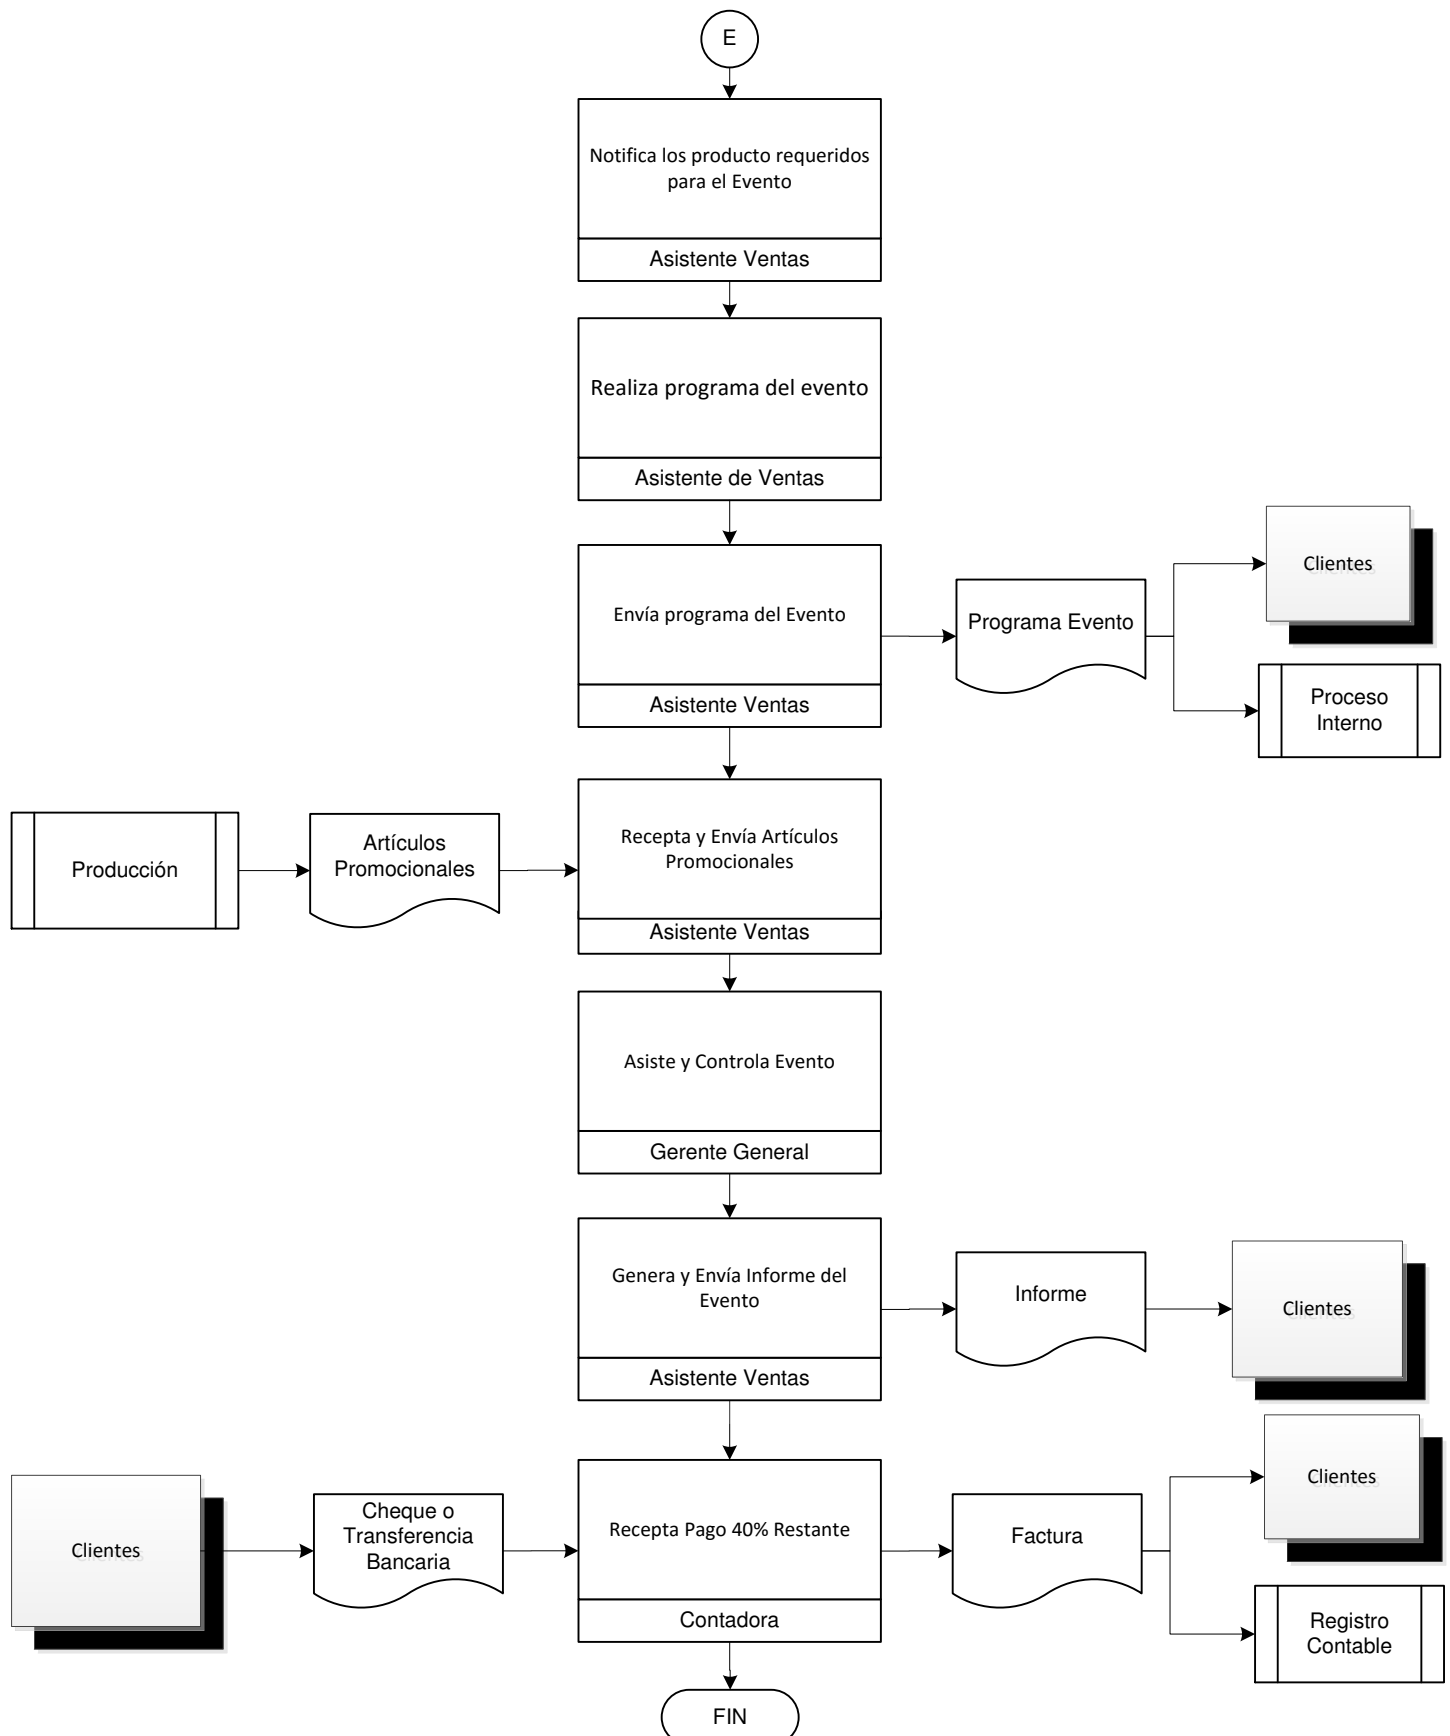 E
Notifica los producto requeridos
para el Evento
Asistente Ventas
Realiza programa del evento
Asistente de Ventas
Envía programa del Evento
Asistente Ventas
Programa Evento
Clientes
Proceso
Interno
Producción
Artículos
Promocionales
Recepta y Envía Artículos
Promocionales
Asistente Ventas
Asiste y Controla Evento
Gerente General
Genera y Envía Informe del
Evento
Asistente Ventas
Informe
Clientes
Clientes
Cheque o
Transferencia
Bancaria
Recepta Pago 40% Restante
Contadora
Factura
Clientes
Registro
Contable
FIN